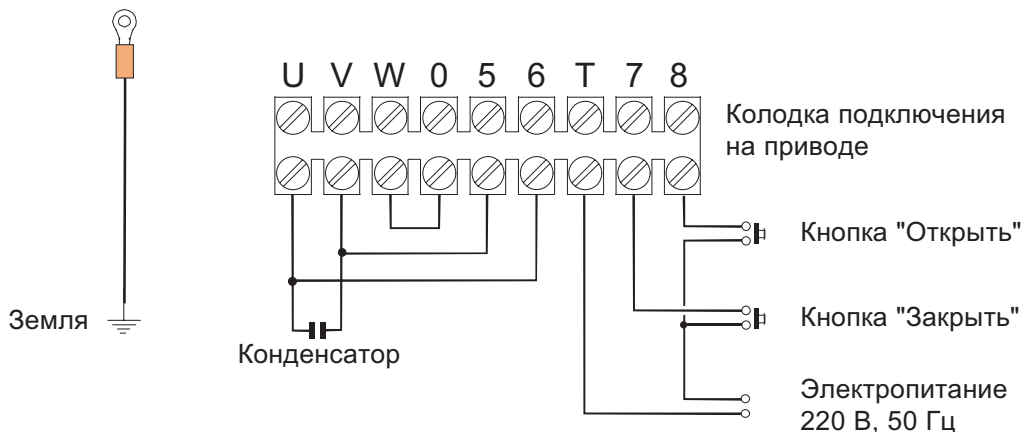 U V W 0 5 6 T 7 8
Колодка подключения
на приводе
Кнопка "Открыть"
Земля
Кнопка "Закрыть"
Конденсатор
Электропитание
220 В, 50 Гц